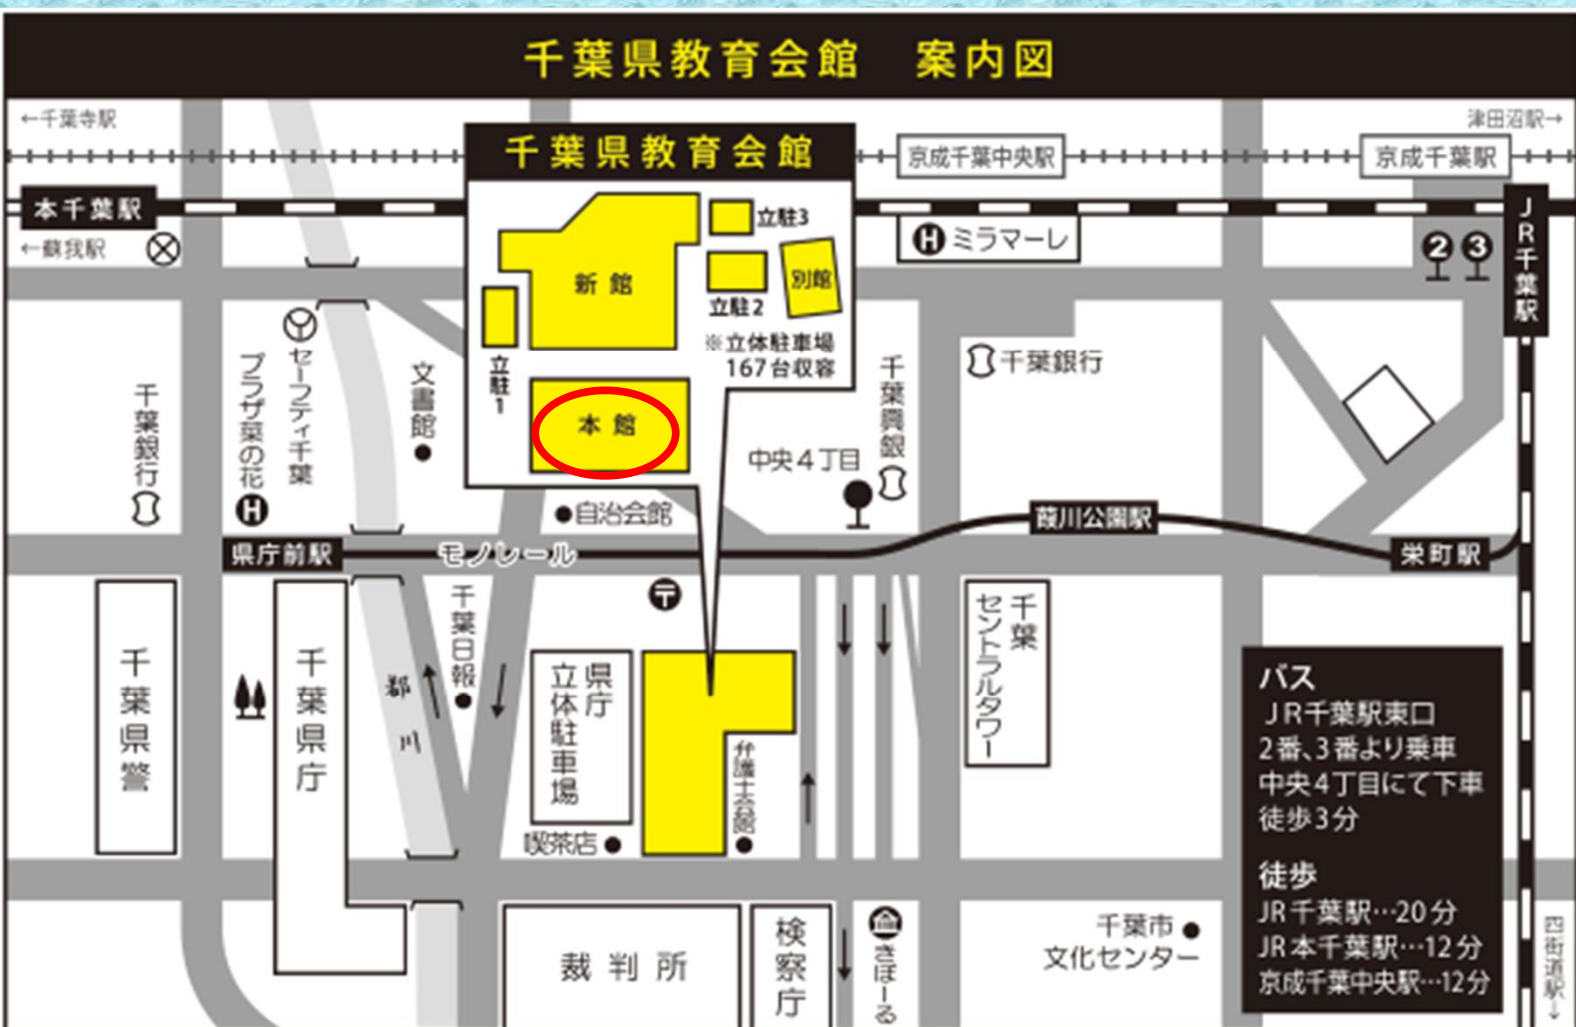 千葉県教育会館　案内図
←千葉寺駅
津田沼駅→
千葉県教育会館
京成千葉中央駅
京成千葉駅
本千葉駅
←蘇我駅
新館
立駐3
立駐2
別館
立駐1
※立体駐車場
167台収容
本館
H ミラマーレ
2 3
JR千葉駅
千葉銀行
プラザ菜の花
H
セーフティ千葉
文書館
千葉興銀
千葉銀行
中央4丁目
自治会館
県庁前駅
モノレール
葭川公園駅
栄町駅
千葉県警
千葉県庁
都川
千葉日報
〒
県庁
立体駐車場
弁護士会館
喫茶店
千葉
セントラルタワー
バス
JR千葉駅東口
2番、3番より乗車
中央4丁目にて下車
徒歩3分
徒歩
JR千葉駅…20分
JR本千葉駅…12分
京成千葉中央駅…12分
裁判所
検察庁
きぼーる
千葉市
文化センター
四街道駅→